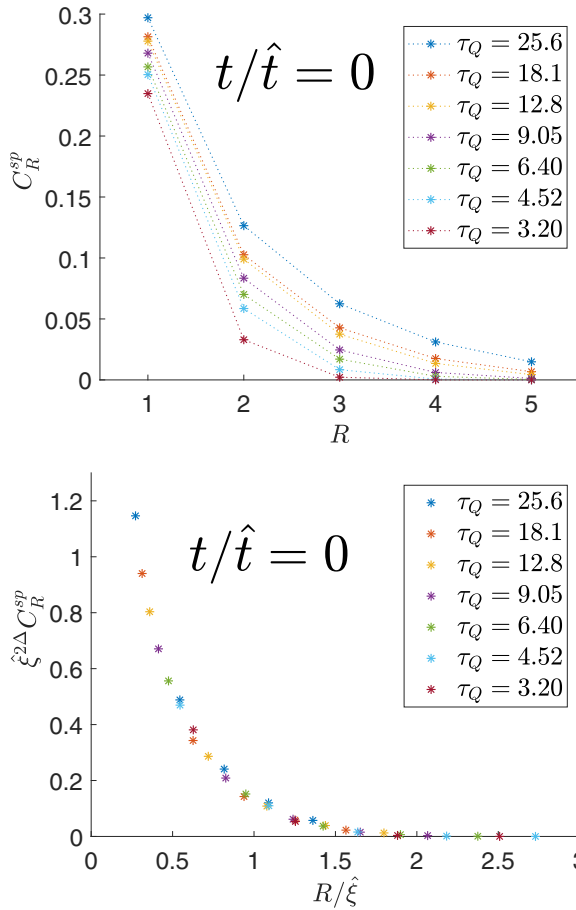 0.3
0.25
0.2
0.15
0.1
0.05
0
C_R^{sp}
t/t̂ = 0
τ_Q = 25.6
τ_Q = 18.1
τ_Q = 12.8
τ_Q = 9.05
τ_Q = 6.40
τ_Q = 4.52
τ_Q = 3.20
1 2 3 4 5
R
1.2
1
0.8
0.6
0.4
0.2
0
ξ̂^{2Δ} C_R^{sp}
t/t̂ = 0
τ_Q = 25.6
τ_Q = 18.1
τ_Q = 12.8
τ_Q = 9.05
τ_Q = 6.40
τ_Q = 4.52
τ_Q = 3.20
0 0.5 1 1.5 2 2.5 3
R/ξ̂